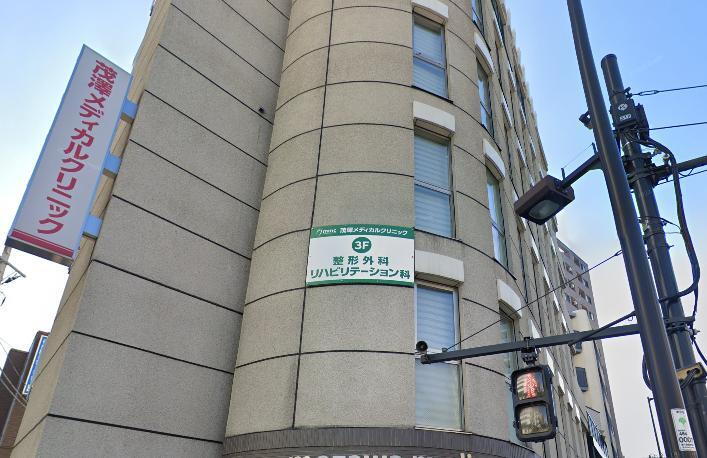 茂澤メディカルクリニック
茂澤メディカルクリニック
3F
整形外科
リハビリテーション科